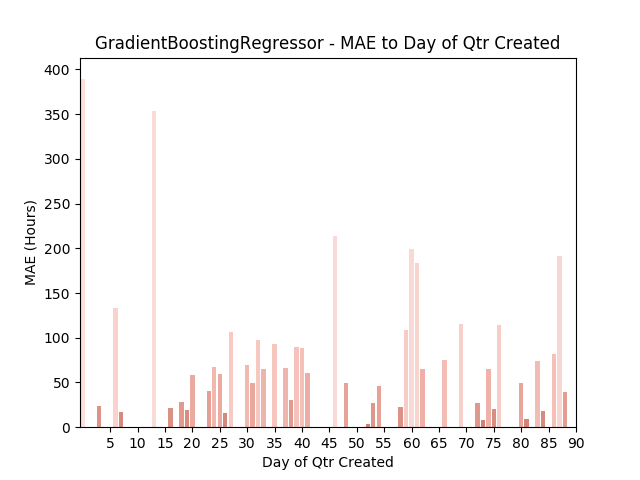 GradientBoostingRegressor - MAE to Day of Qtr Created
MAE (Hours)
400
350
300
250
200
150
100
50
0
5 10 15 20 25 30 35 40 45 50 55 60 65 70 75 80 85 90
Day of Qtr Created